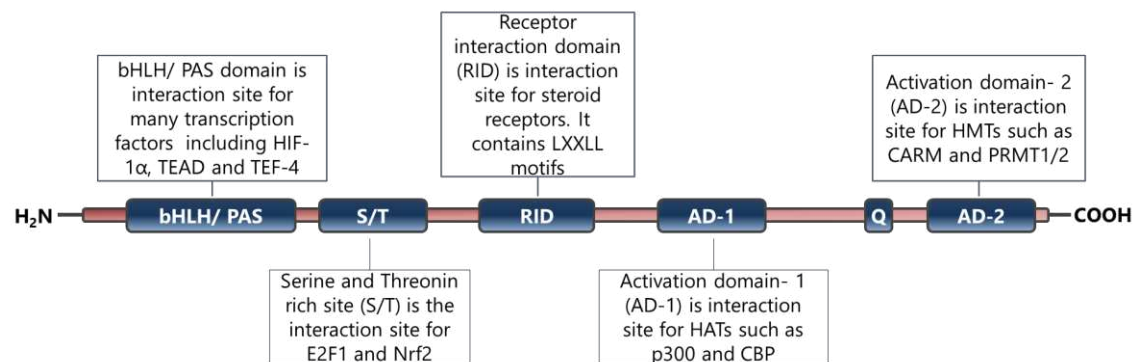 Receptor
interaction domain
(RID) is interaction
site for steroid
receptors. It
contains LXXLL
motifs
bHLH/ PAS domain is
interaction site for
many transcription
factors  including HIF-
1α, TEAD and TEF-4
Activation domain- 2
(AD-2) is interaction
site for HMTs such as
CARM and PRMT1/2
H₂N
bHLH/ PAS
S/T
RID
AD-1
Q
AD-2
COOH
Serine and Threonin
rich site (S/T) is the
interaction site for
E2F1 and Nrf2
Activation domain- 1
(AD-1) is interaction
site for HATs such as
p300 and CBP